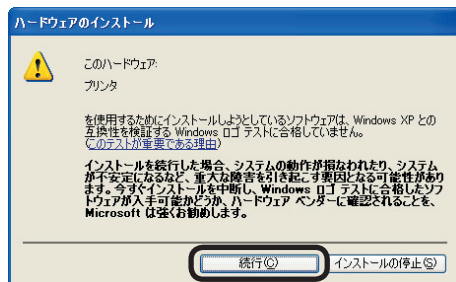 ハードウェアのインストール
このハードウェア:
プリンタ
を使用するためにインストールしようとしているソフトウェアは、Windows XP との
互換性を検証する Windows ロゴ テストに合格していません。
(このテストが重要である理由)
インストールを続行した場合、システムの動作が損なわれたり、システム
が不安定になるなど、重大な障害を引き起こす要因となる可能性があり
ます。今すぐインストールを中断し、Windows ロゴ テストに合格したソフ
トウェアが入手可能かどうか、ハードウェア ベンダーに確認されることを、
Microsoft は強くお勧めします。
続行(C) インストールの停止(S)